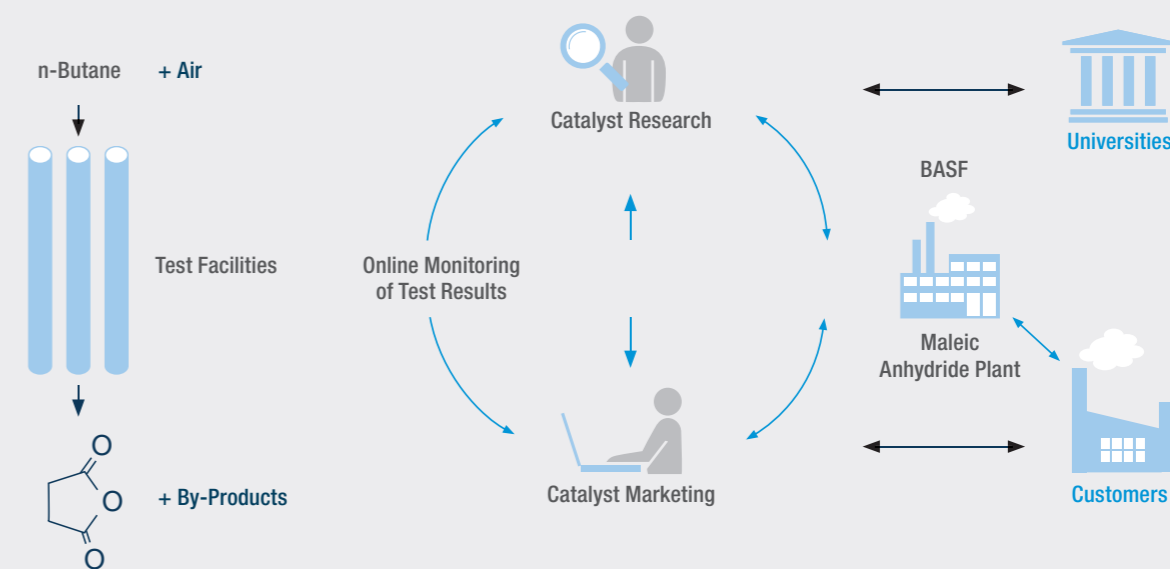 n-Butane + Air
Test Facilities
O
O
O
+ By-Products
Online Monitoring
of Test Results
Catalyst Research
Catalyst Marketing
BASF
Maleic
Anhydride Plant
Universities
Customers